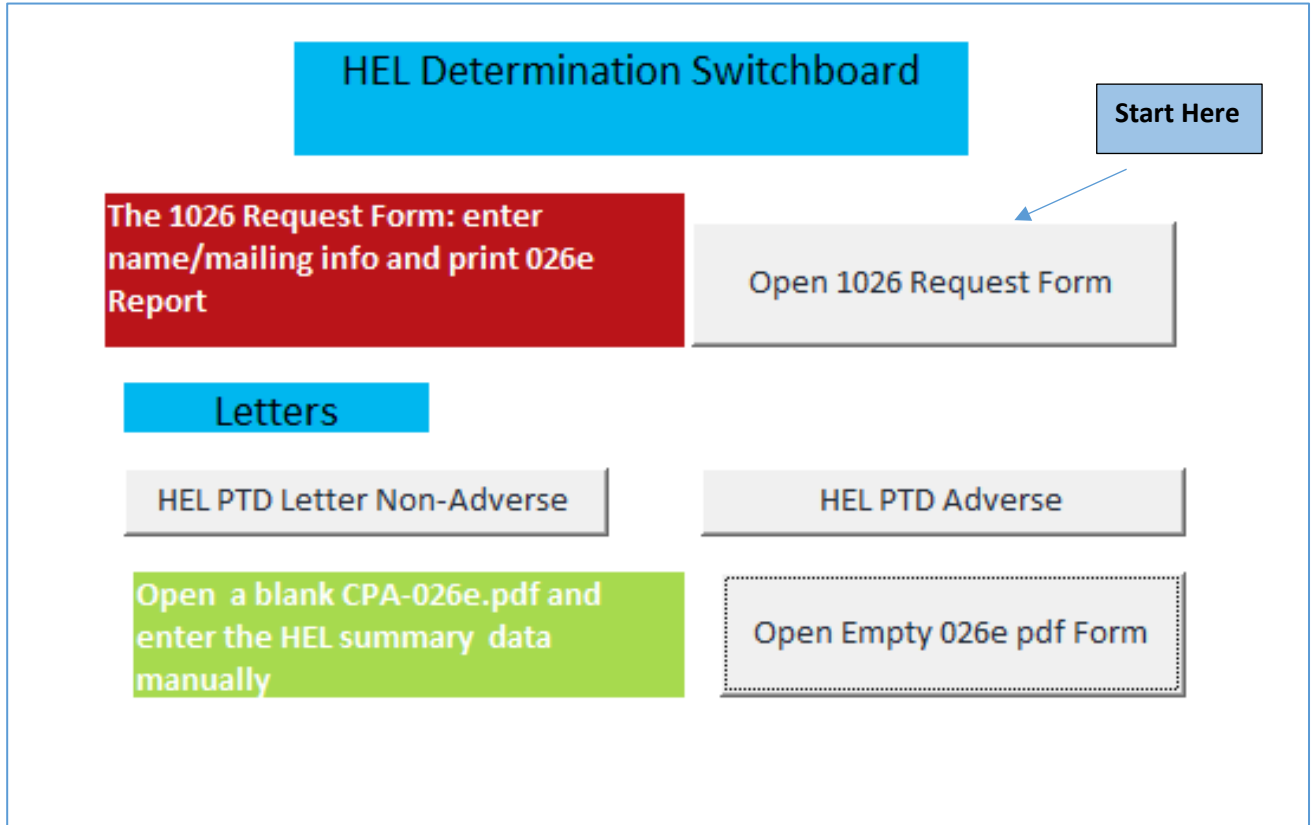 HEL Determination Switchboard
Start Here
The 1026 Request Form: enter
name/mailing info and print 026e
Report
Open 1026 Request Form
Letters
HEL PTD Letter Non-Adverse
HEL PTD Adverse
Open  a blank CPA-026e.pdf and
enter the HEL summary  data
manually
Open Empty 026e pdf Form